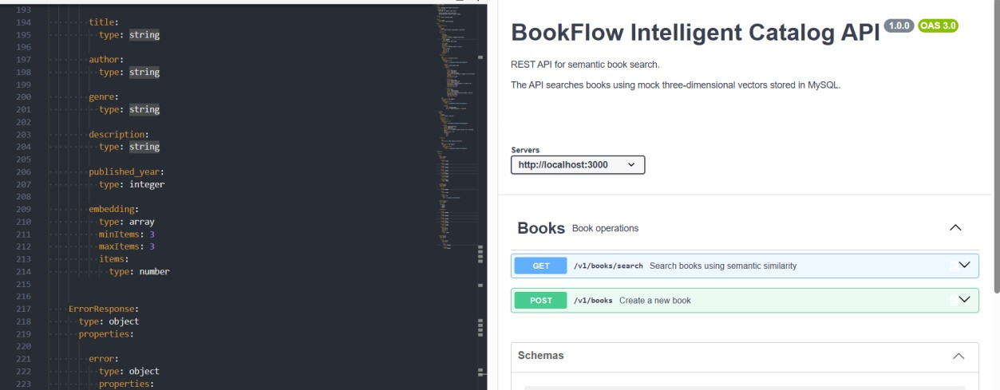 193
194 title:
195 type: string
196
197 author:
198 type: string
199
200 genre:
201 type: string
202
203 description:
204 type: string
205
206 published_year:
207 type: integer
208
209 embedding:
210 type: array
211 minItems: 3
212 maxItems: 3
213 items:
214 type: number
215
216
217 ErrorResponse:
218 type: object
219 properties:
220
221 error:
222 type: object
223 properties:
BookFlow Intelligent Catalog API 1.0.0 OAS 3.0
REST API for semantic book search.
The API searches books using mock three-dimensional vectors stored in MySQL.
Servers
http://localhost:3000
Books Book operations
GET /v1/books/search Search books using semantic similarity
POST /v1/books Create a new book
Schemas